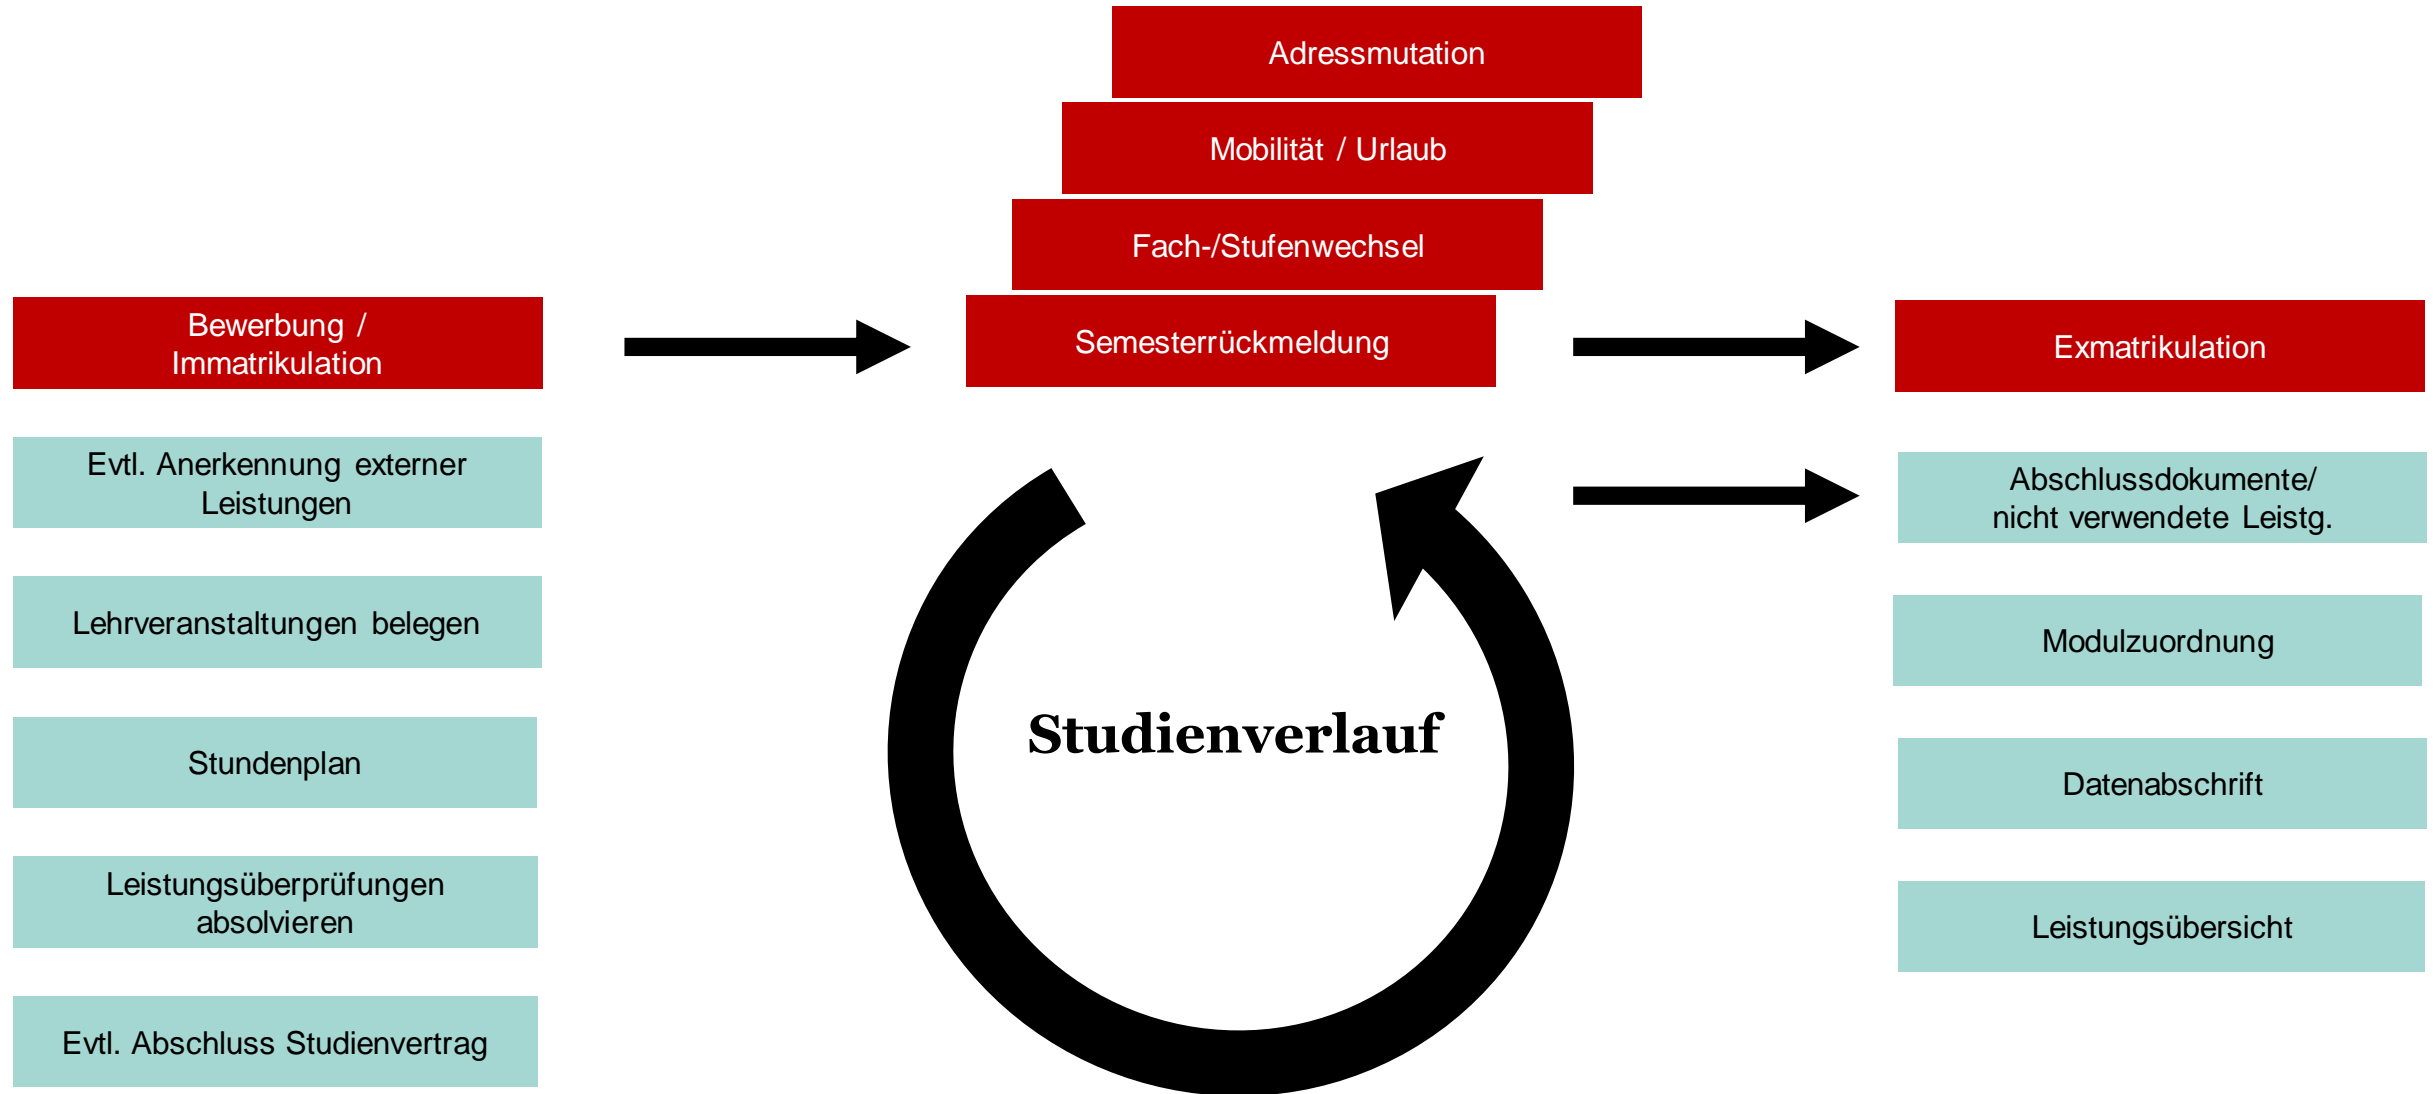 Adressmutation
Mobilität / Urlaub
Fach-/Stufenwechsel
Semesterrückmeldung
Bewerbung /
Immatrikulation
Evtl. Anerkennung externer
Leistungen
Lehrveranstaltungen belegen
Stundenplan
Leistungsüberprüfungen
absolvieren
Evtl. Abschluss Studienvertrag
Studienverlauf
Exmatrikulation
Abschlussdokumente/
nicht verwendete Leistg.
Modulzuordnung
Datenabschrift
Leistungsübersicht